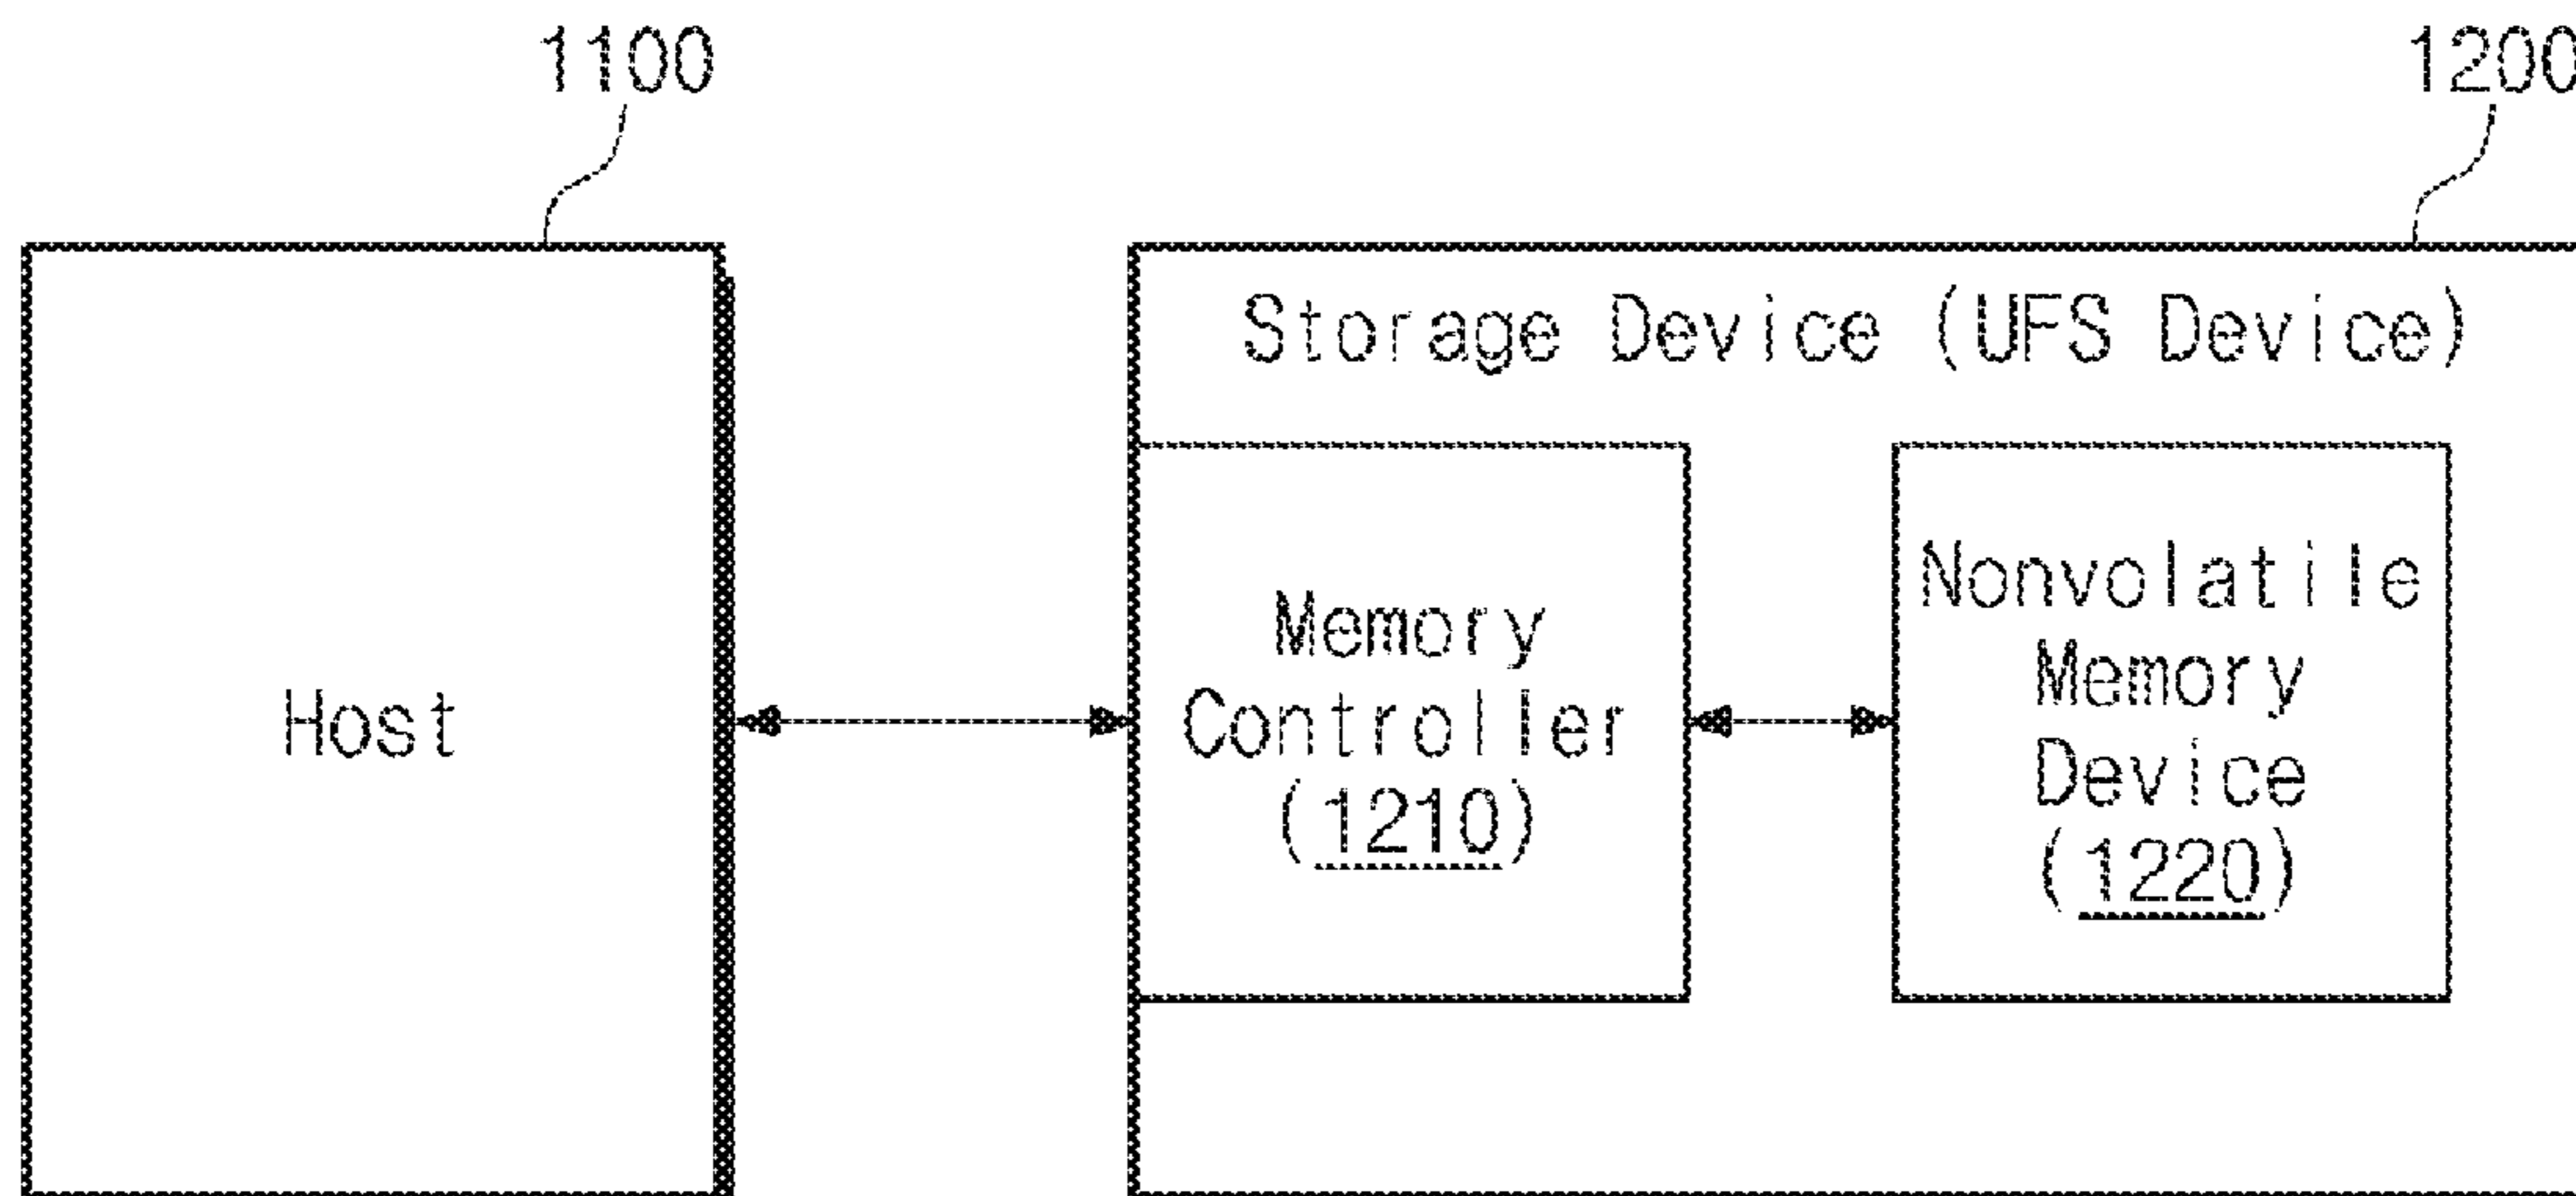 1100
1200
Host
Storage Device (UFS Device)
Memory
Controller
(1210)
Nonvolatile
Memory
Device
(1220)